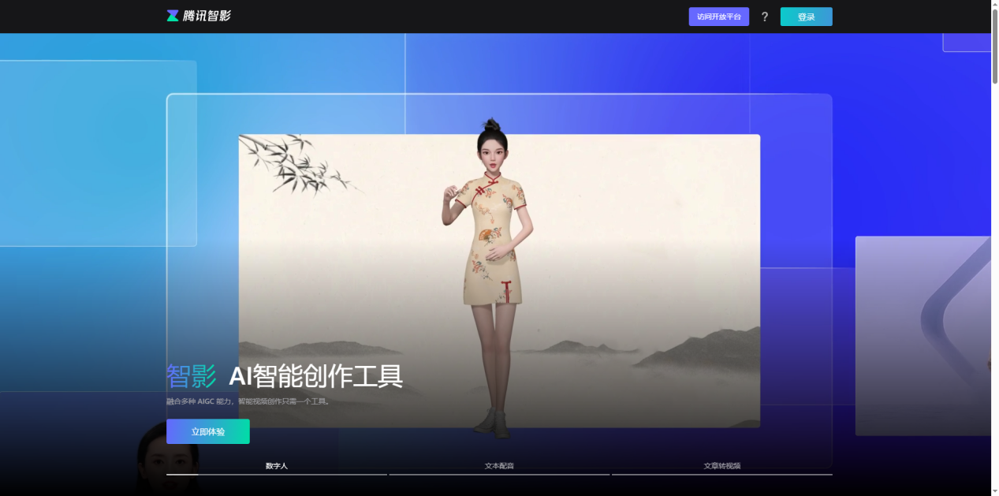 腾讯智影
访问开放平台
?
登录
智影 AI智能创作工具
融合多种 AIGC 能力，智能视频创作只需一个工具。
立即体验
数字人
文本配音
文章转视频